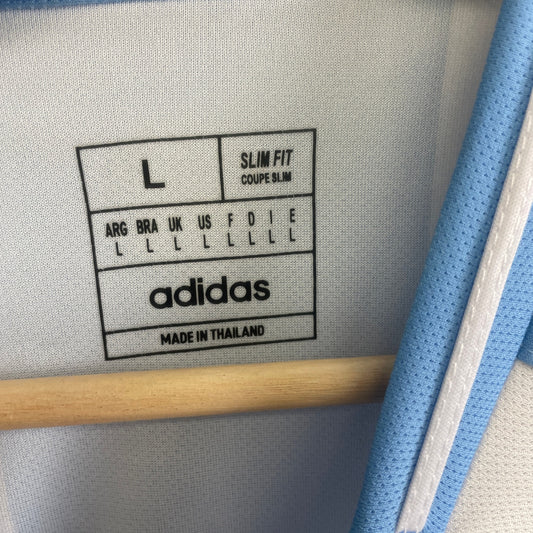 L
SLIM FIT
COUPE SLIM
ARG BRA UK US F D I E
L L L L L L L L
adidas
MADE IN THAILAND